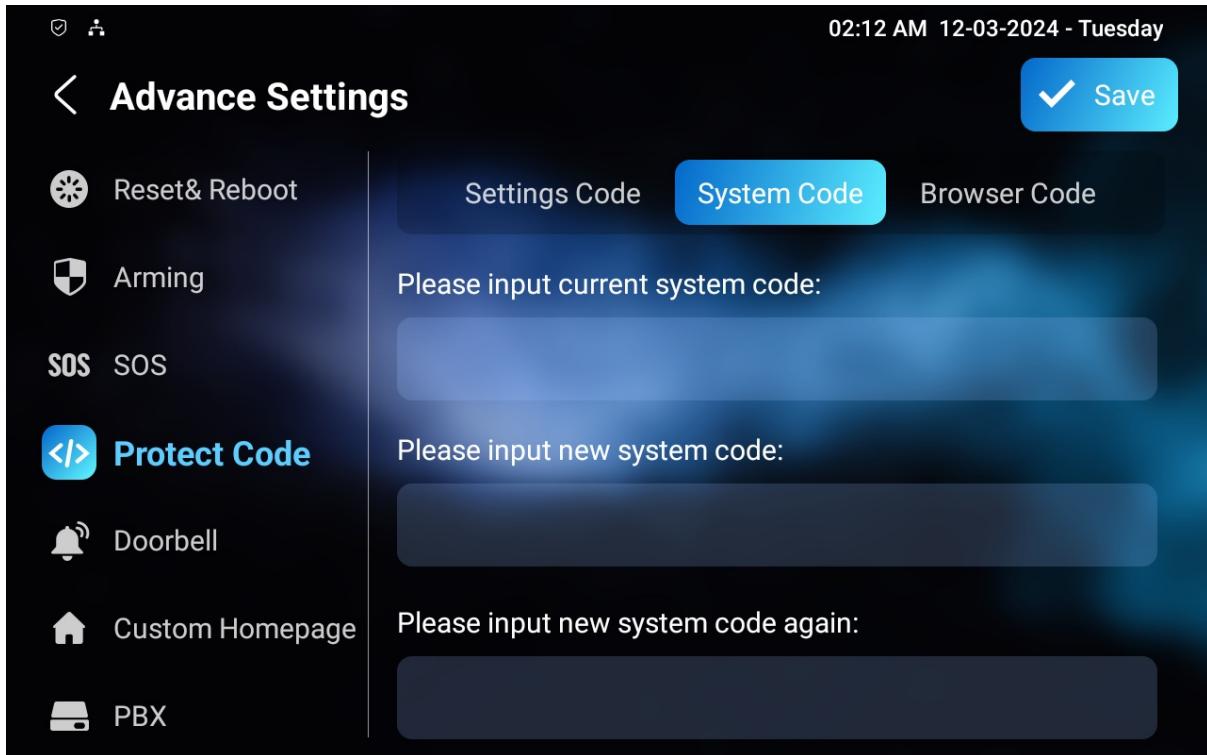 02:12 AM 12-03-2024 - Tuesday
Advance Settings
Save
Reset& Reboot
Arming
SOS SOS
Protect Code
Doorbell
Custom Homepage
PBX
Settings Code
System Code
Browser Code
Please input current system code:
Please input new system code:
Please input new system code again: